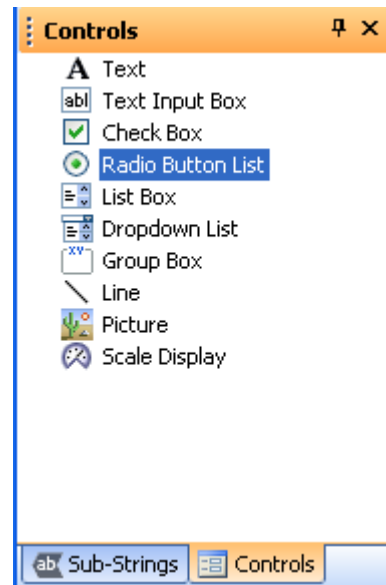 Controls
A Text
abl Text Input Box
Check Box
Radio Button List
List Box
Dropdown List
XY Group Box
Line
Picture
Scale Display
ab Sub-Strings Controls